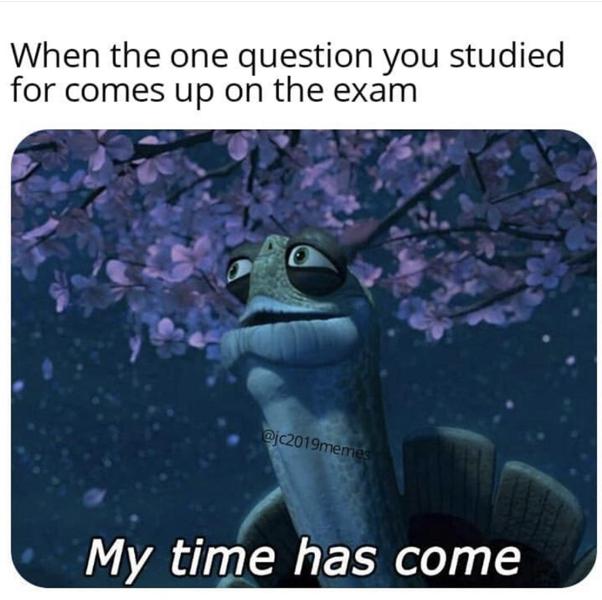 When the one question you studied
for comes up on the exam
@jc2019memes
My time has come